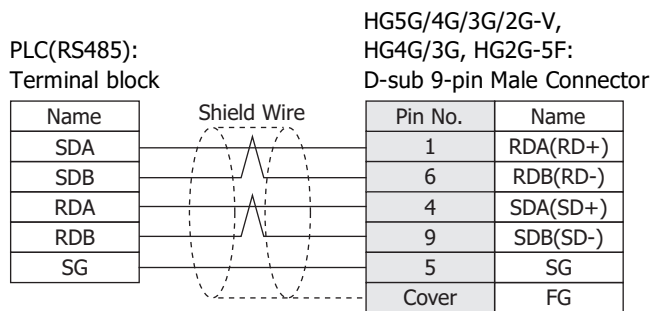 HG5G/4G/3G/2G-V,
PLC(RS485): HG4G/3G, HG2G-5F:
Terminal block D-sub 9-pin Male Connector
Name Shield Wire Pin No. Name
SDA 1 RDA(RD+)
SDB 6 RDB(RD-)
RDA 4 SDA(SD+)
RDB 9 SDB(SD-)
SG 5 SG
Cover FG